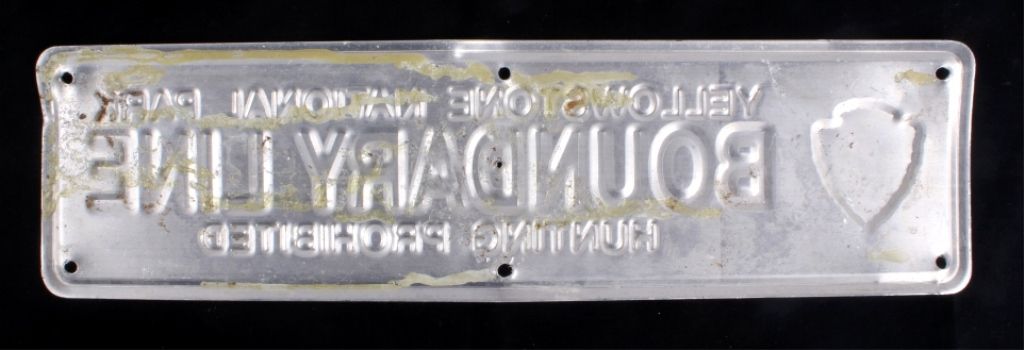 YELLOWSTONE NATIONAL PARK
BOUNDARY LINE
HUNTING PROHIBITED